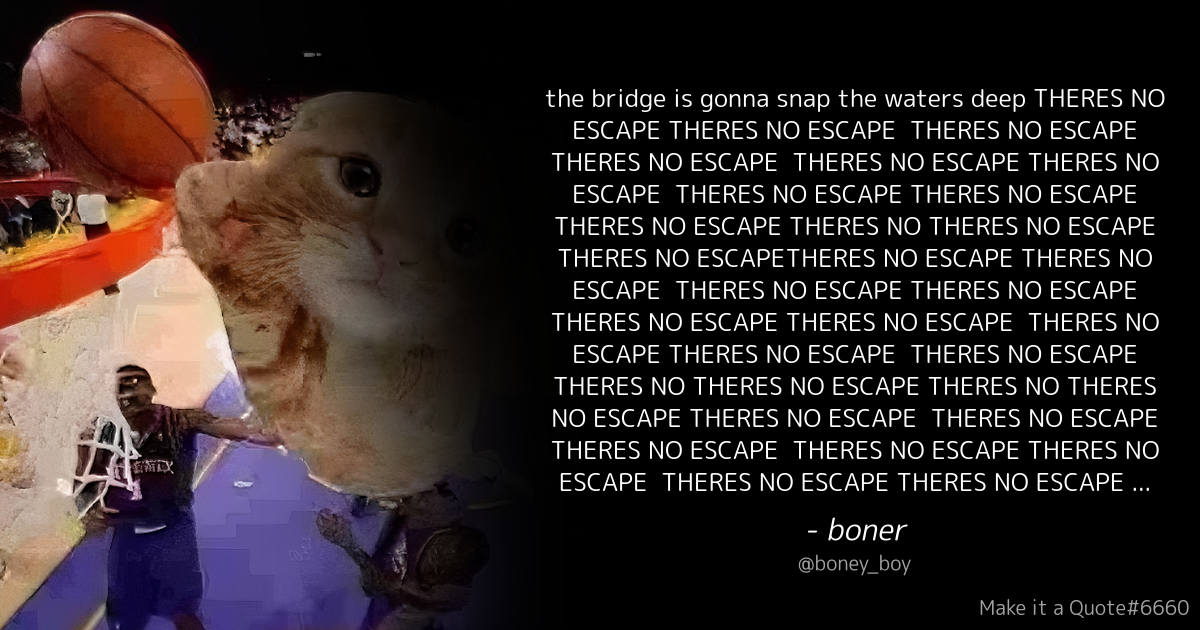 the bridge is gonna snap the waters deep THERES NO
ESCAPE THERES NO ESCAPE  THERES NO ESCAPE
THERES NO ESCAPE  THERES NO ESCAPE THERES NO
ESCAPE  THERES NO ESCAPE THERES NO ESCAPE
THERES NO ESCAPE THERES NO THERES NO ESCAPE
THERES NO ESCAPETHERES NO ESCAPE THERES NO
ESCAPE  THERES NO ESCAPE THERES NO ESCAPE
THERES NO ESCAPE THERES NO ESCAPE  THERES NO
ESCAPE THERES NO ESCAPE  THERES NO ESCAPE
THERES NO THERES NO ESCAPE THERES NO THERES
NO ESCAPE THERES NO ESCAPE  THERES NO ESCAPE
THERES NO ESCAPE  THERES NO ESCAPE THERES NO
ESCAPE  THERES NO ESCAPE THERES NO ESCAPE ...
- boner
@boney_boy
Make it a Quote#6660